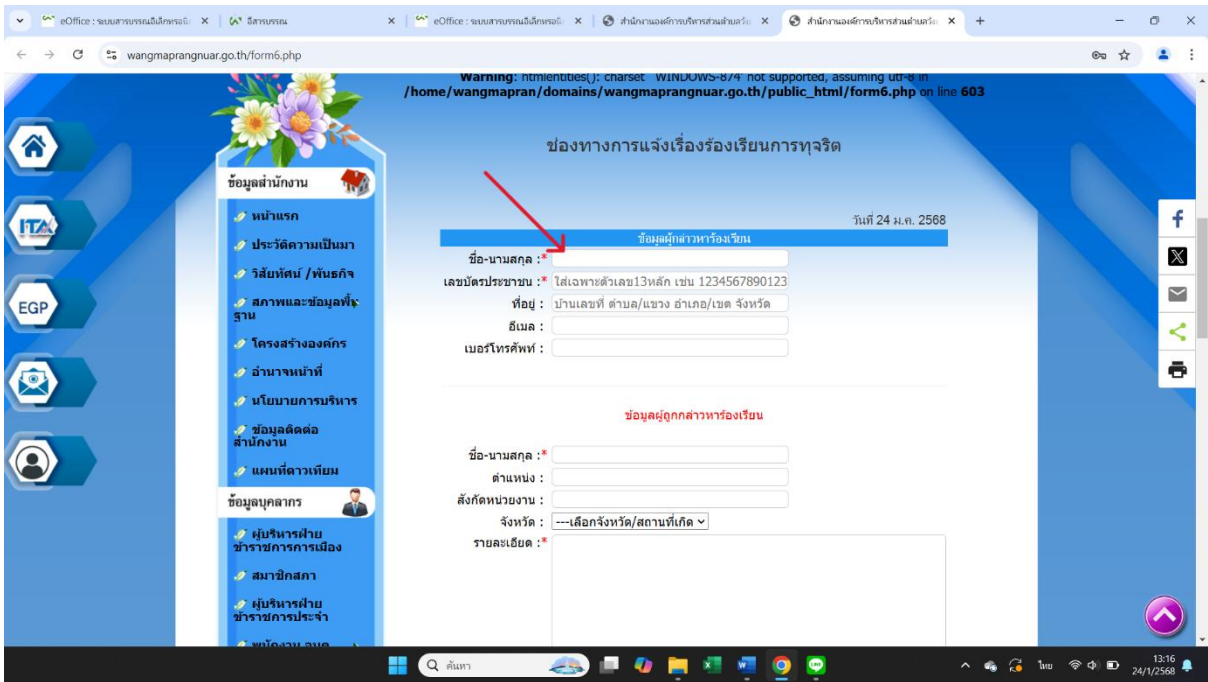 eOffice : ระบบสารบรรณอิเล็กทรอนิ
อีสารบรรณ
eOffice : ระบบสารบรรณอิเล็กทรอนิ
สำนักงานองค์การบริหารส่วนตำบลวัง
สำนักงานองค์การบริหารส่วนตำบลวัง
wangmaprangnuar.go.th/form6.php
Warning: htmlentities(): charset `WINDOWS-874' not supported, assuming utf-8 in
/home/wangmapran/domains/wangmaprangnuar.go.th/public_html/form6.php on line 603
ช่องทางการแจ้งเรื่องร้องเรียนการทุจริต
วันที่ 24 ม.ค. 2568
ข้อมูลผู้กล่าวหาร้องเรียน
ชื่อ-นามสกุล :*
เลขบัตรประชาชน :* ใส่เฉพาะตัวเลข13หลัก เช่น 1234567890123
ที่อยู่ : บ้านเลขที่ ตำบล/แขวง อำเภอ/เขต จังหวัด
อีเมล :
เบอร์โทรศัพท์ :
ข้อมูลผู้ถูกกล่าวหาร้องเรียน
ชื่อ-นามสกุล :*
ตำแหน่ง :
สังกัดหน่วยงาน :
จังหวัด : ---เลือกจังหวัด/สถานที่เกิด
รายละเอียด :*
ข้อมูลสำนักงาน
หน้าแรก
ประวัติความเป็นมา
วิสัยทัศน์ /พันธกิจ
สภาพและข้อมูลพื้น
ฐาน
โครงสร้างองค์กร
อำนาจหน้าที่
นโยบายการบริหาร
ข้อมูลติดต่อ
สำนักงาน
แผนที่ดาวเทียม
ข้อมูลบุคลากร
ผู้บริหารฝ่าย
ข้าราชการการเมือง
สมาชิกสภา
ผู้บริหารฝ่าย
ข้าราชการประจำ
พนักงาน อบต
ITA
EGP
ค้นหา
ไทย
13:16
24/1/2568